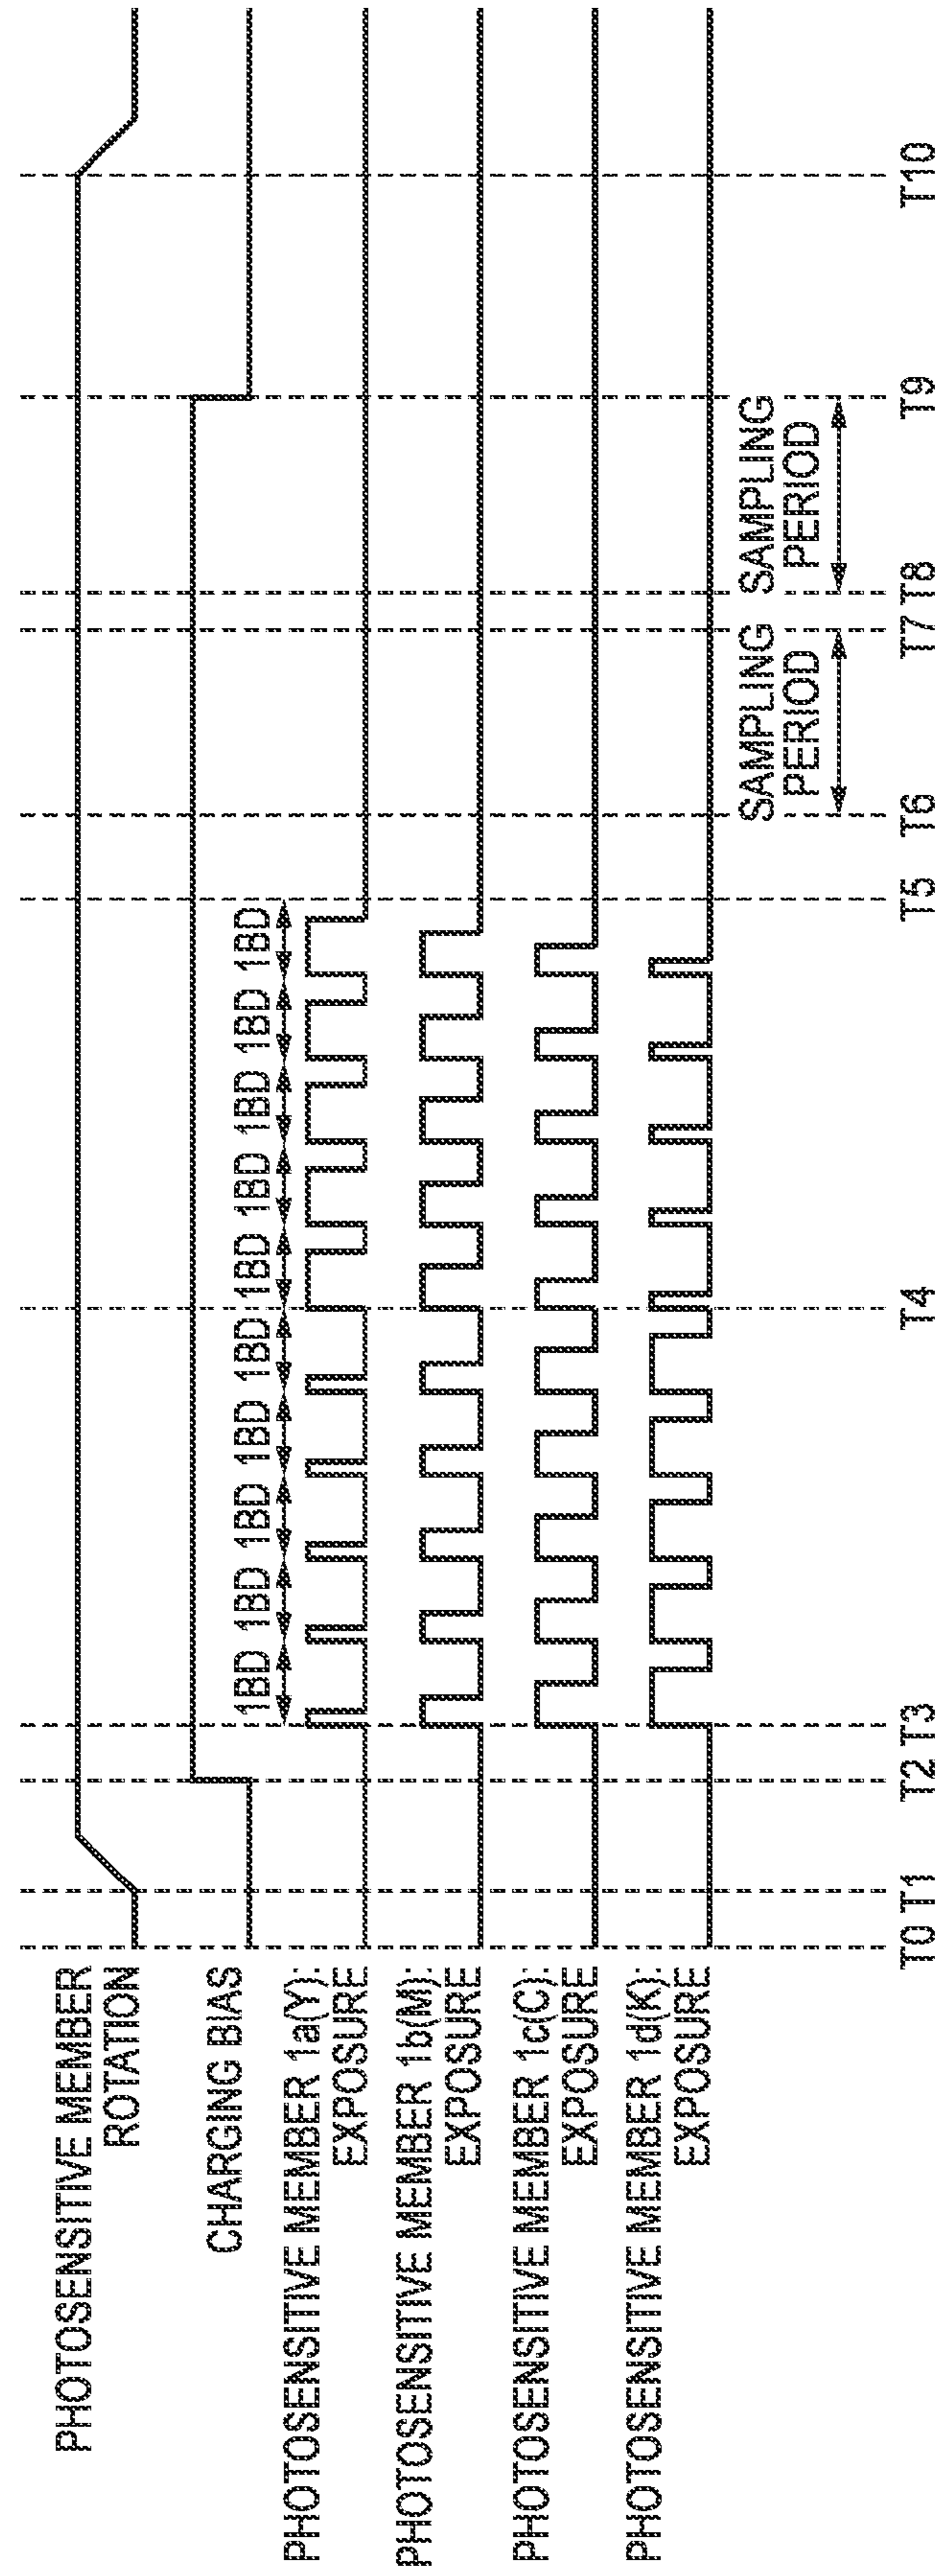 PHOTOSENSITIVE MEMBER
ROTATION
CHARGING BIAS
1BD 1BD 1BD 1BD 1BD 1BD 1BD 1BD 1BD 1BD
PHOTOSENSITIVE MEMBER 1a(Y):
EXPOSURE
PHOTOSENSITIVE MEMBER 1b(M):
EXPOSURE
PHOTOSENSITIVE MEMBER 1c(C):
EXPOSURE
PHOTOSENSITIVE MEMBER 1d(K):
EXPOSURE
SAMPLING SAMPLING
PERIOD PERIOD
T0 T1 T2 T3 T4 T5 T6 T7 T8 T9 T10